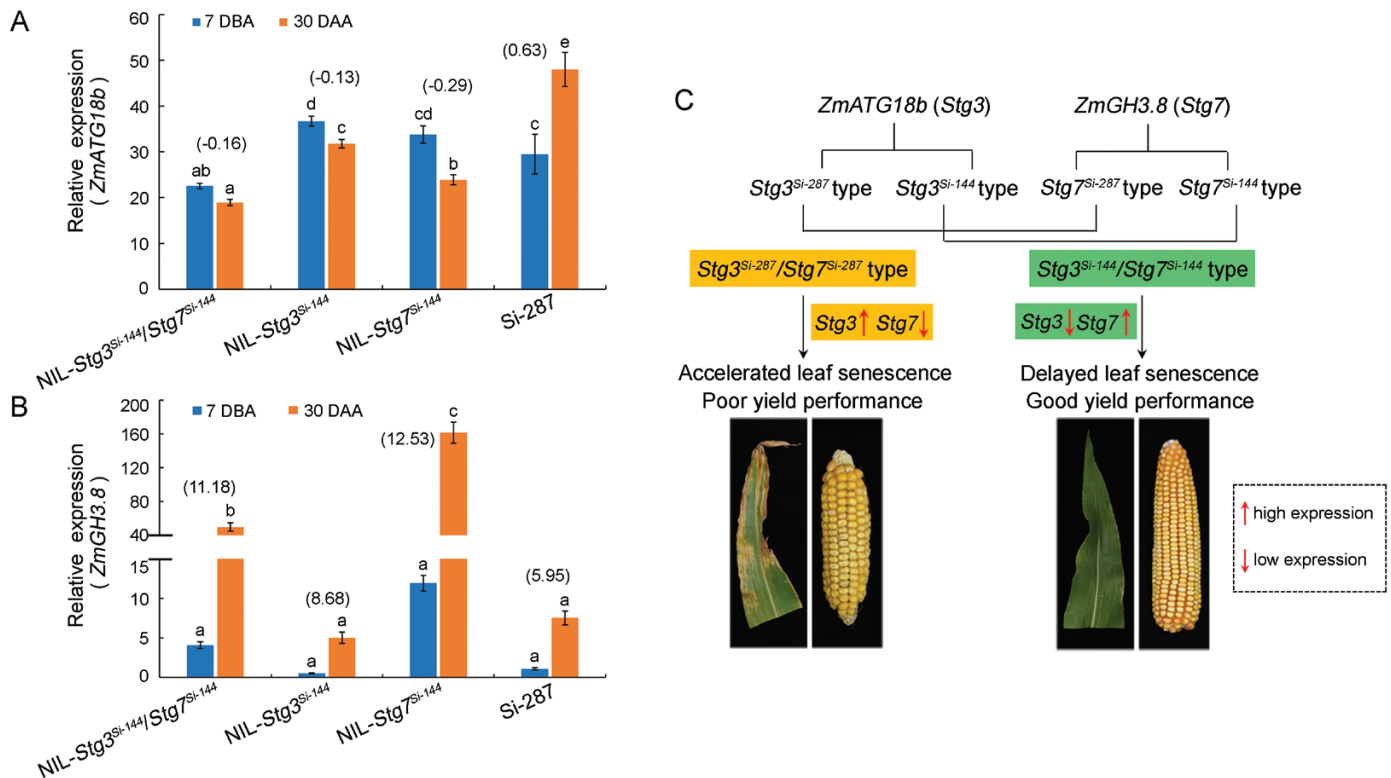 A
Relative expression
( ZmATG18b )
60
50
40
30
20
10
0
7 DBA
30 DAA
(-0.16)
ab
a
(-0.13)
d
c
(-0.29)
cd
b
(0.63)
c
e
NIL-Stg3Si-144/Stg7Si-144
NIL-Stg3Si-144
NIL-Stg7Si-144
Si-287
B
Relative expression
( ZmGH3.8 )
200
160
120
80
40
15
10
5
0
7 DBA
30 DAA
(11.18)
a
b
(8.68)
a
a
(12.53)
a
c
(5.95)
a
a
NIL-Stg3Si-144/Stg7Si-144
NIL-Stg3Si-144
NIL-Stg7Si-144
Si-287
C
ZmATG18b (Stg3)
ZmGH3.8 (Stg7)
Stg3Si-287 type
Stg3Si-144 type
Stg7Si-287 type
Stg7Si-144 type
Stg3Si-287/Stg7Si-287 type
Stg3Si-144/Stg7Si-144 type
Stg3↑ Stg7↓
Stg3↓ Stg7↑
Accelerated leaf senescence
Poor yield performance
Delayed leaf senescence
Good yield performance
↑ high expression
↓ low expression